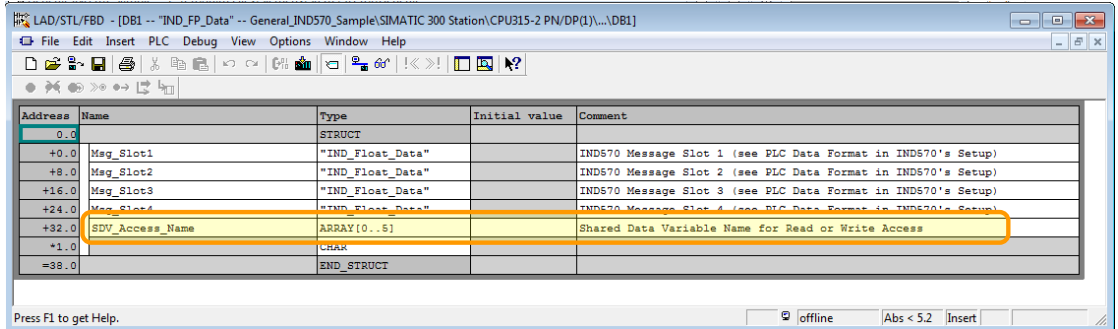 LAD/STL/FBD - [DB1 -- "IND_FP_Data" -- General_IND570_Sample\SIMATIC 300 Station\CPU315-2 PN/DP(1)\...\DB1]
File Edit Insert PLC Debug View Options Window Help
Address Name Type Initial value Comment
0.0 STRUCT
+0.0 Msg_Slot1 "IND_Float_Data" IND570 Message Slot 1 (see PLC Data Format in IND570's Setup)
+8.0 Msg_Slot2 "IND_Float_Data" IND570 Message Slot 2 (see PLC Data Format in IND570's Setup)
+16.0 Msg_Slot3 "IND_Float_Data" IND570 Message Slot 3 (see PLC Data Format in IND570's Setup)
+24.0 Msg_Slot4 "IND_Float_Data" IND570 Message Slot 4 (see PLC Data Format in IND570's Setup)
+32.0 SDV_Access_Name ARRAY[0..5] Shared Data Variable Name for Read or Write Access
*1.0 CHAR
=38.0 END_STRUCT
Press F1 to get Help. offline Abs < 5.2 Insert